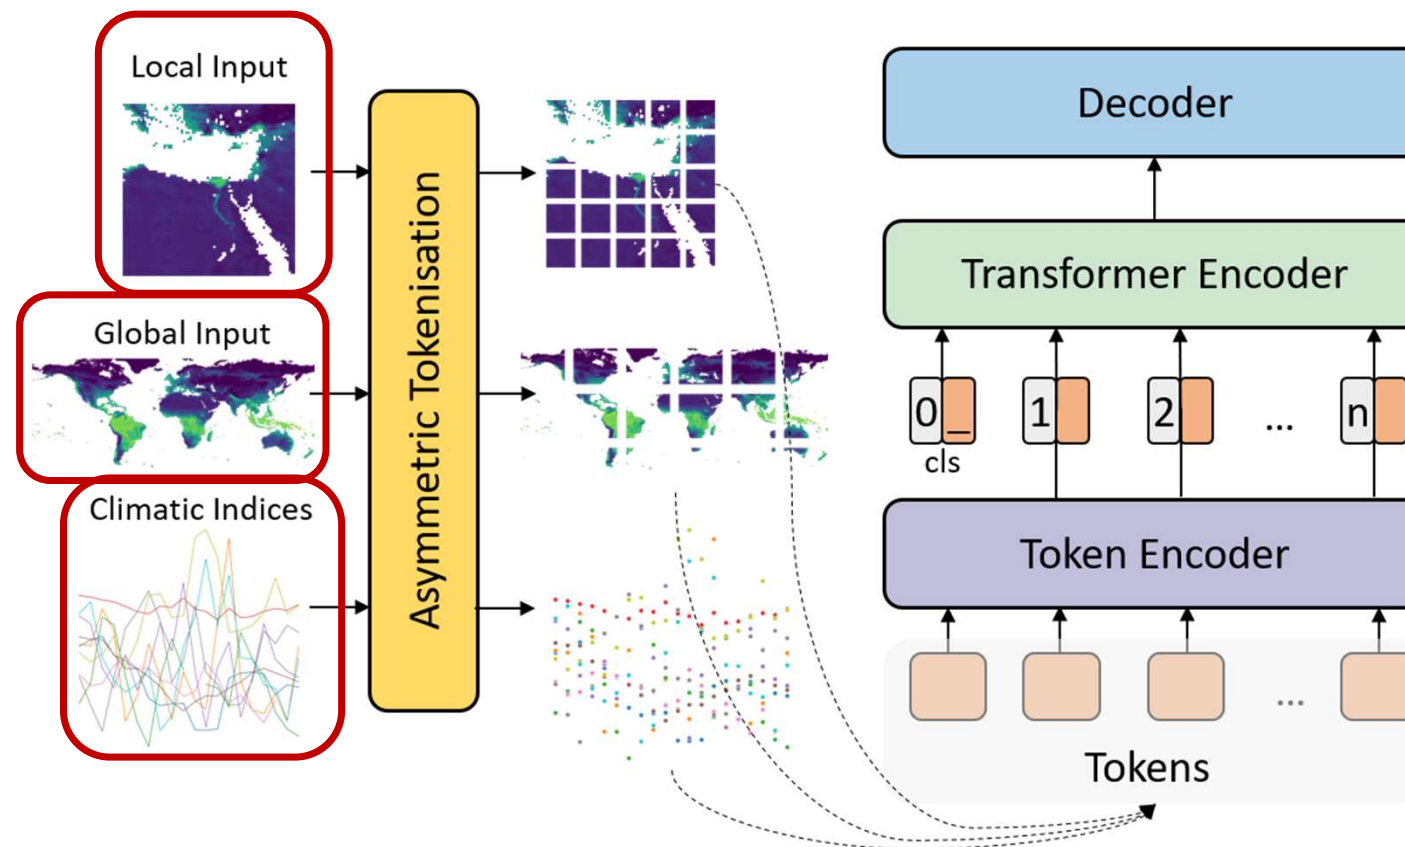 Local Input
Global Input
Climatic Indices
Asymmetric Tokenisation
Decoder
Transformer Encoder
0 _ 1 2 ... n
cls
Token Encoder
...
Tokens